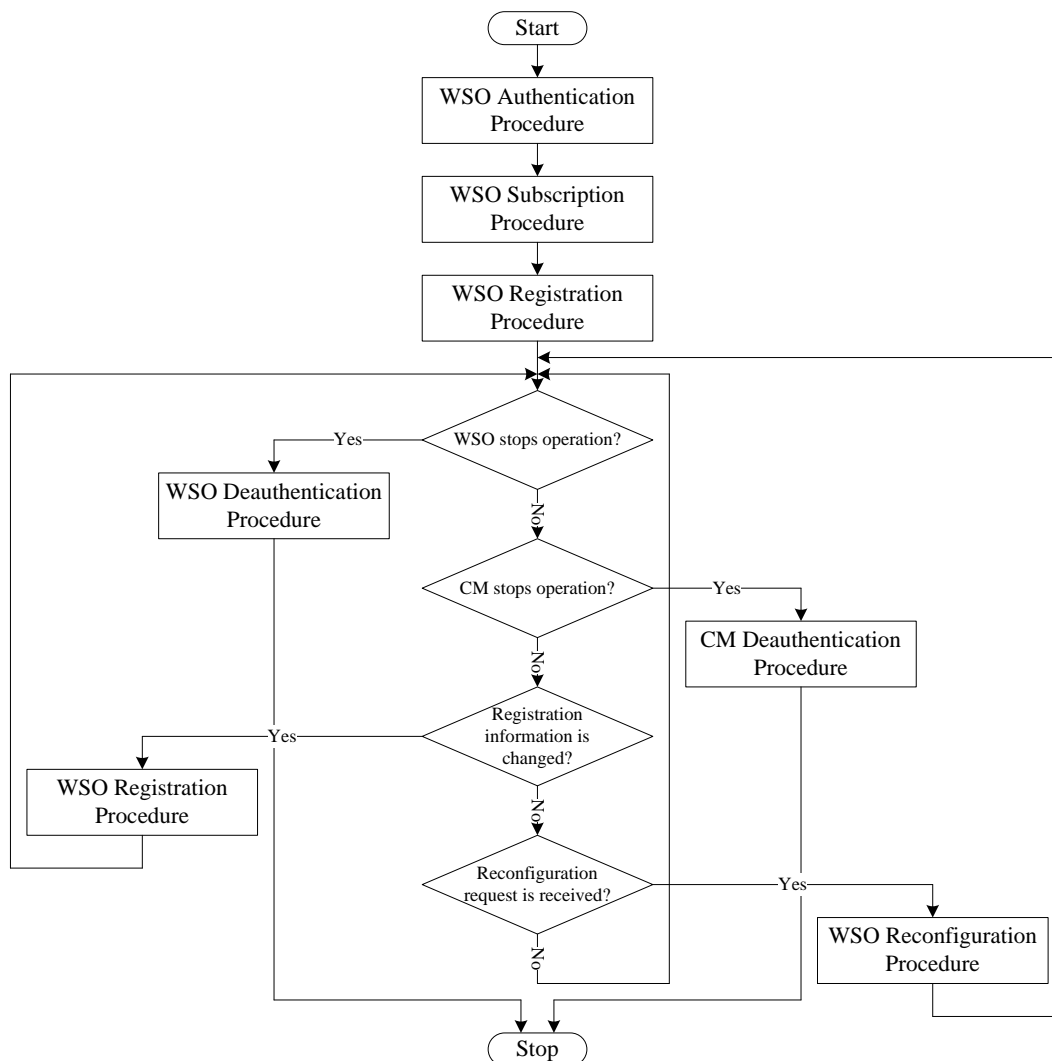 Start
WSO Authentication
Procedure
WSO Subscription
Procedure
WSO Registration
Procedure
WSO stops operation?
Yes
WSO Deauthentication
Procedure
No
CM stops operation?
Yes
CM Deauthentication
Procedure
No
Registration
information is
changed?
Yes
WSO Registration
Procedure
No
Reconfiguration
request is received?
Yes
WSO Reconfiguration
Procedure
No
Stop